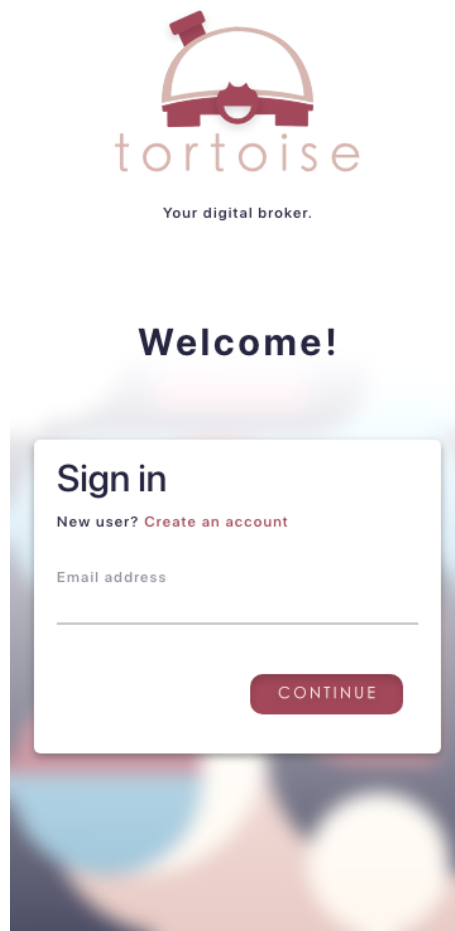 tortoise
Your digital broker.
Welcome!
Sign in
New user? Create an account
Email address
CONTINUE